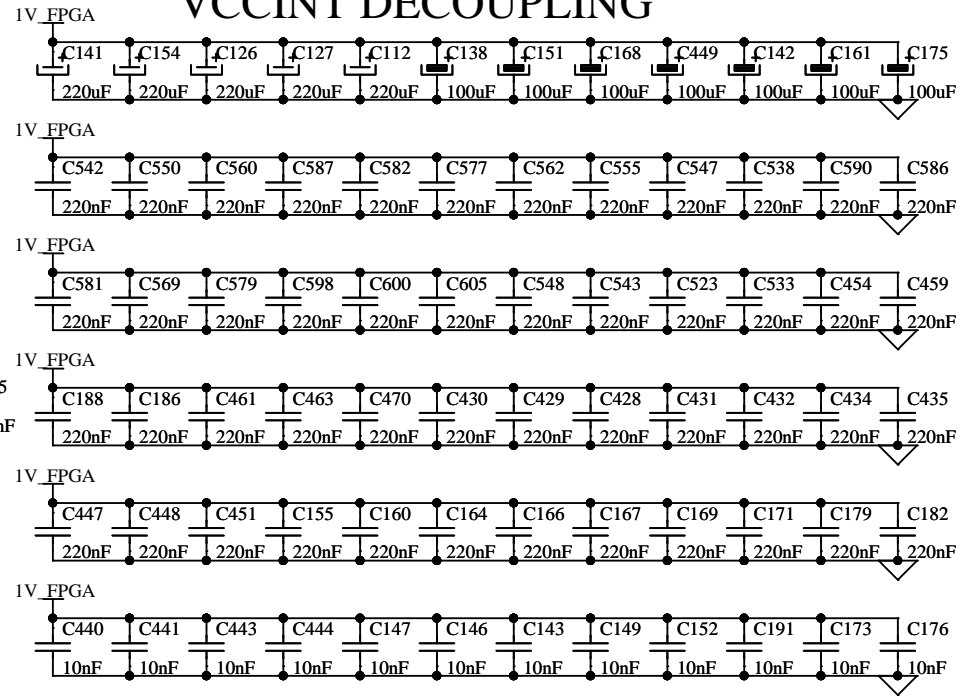 VCCINT DECOUPLING
1V_FPGA
C141 C154 C126 C127 C112 C138 C151 C168 C449 C142 C161 C175
220uF 220uF 220uF 220uF 220uF 100uF 100uF 100uF 100uF 100uF 100uF 100uF
1V_FPGA
C542 C550 C560 C587 C582 C577 C562 C555 C547 C538 C590 C586
220nF 220nF 220nF 220nF 220nF 220nF 220nF 220nF 220nF 220nF 220nF 220nF
1V_FPGA
C581 C569 C579 C598 C600 C605 C548 C543 C523 C533 C454 C459
220nF 220nF 220nF 220nF 220nF 220nF 220nF 220nF 220nF 220nF 220nF 220nF
1V_FPGA
5 C188 C186 C461 C463 C470 C430 C429 C428 C431 C432 C434 C435
nF 220nF 220nF 220nF 220nF 220nF 220nF 220nF 220nF 220nF 220nF 220nF 220nF
1V_FPGA
C447 C448 C451 C155 C160 C164 C166 C167 C169 C171 C179 C182
220nF 220nF 220nF 220nF 220nF 220nF 220nF 220nF 220nF 220nF 220nF 220nF
1V_FPGA
C440 C441 C443 C444 C147 C146 C143 C149 C152 C191 C173 C176
10nF 10nF 10nF 10nF 10nF 10nF 10nF 10nF 10nF 10nF 10nF 10nF